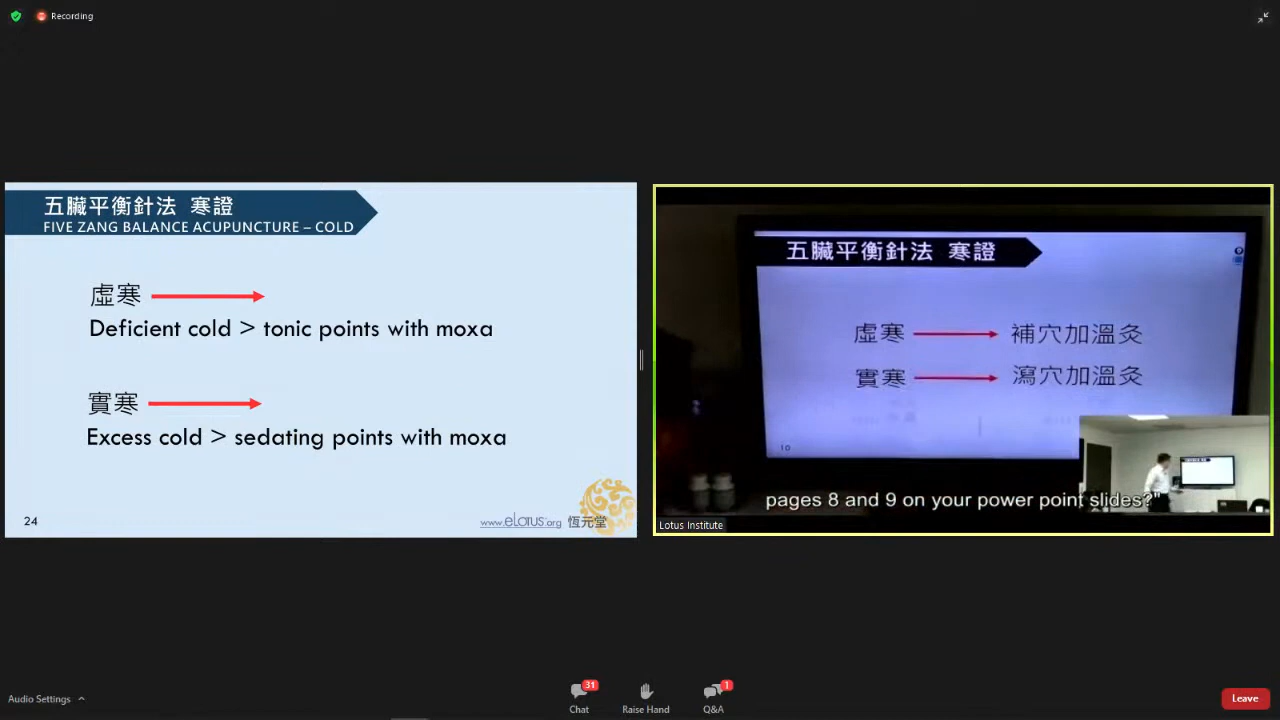 Recording
五臟平衡針法 寒證
FIVE ZANG BALANCE ACUPUNCTURE – COLD
虛寒
Deficient cold > tonic points with moxa
實寒
Excess cold > sedating points with moxa
24
www.eLotus.org 恆元堂
五臟平衡針法 寒證
虛寒 補穴加溫灸
實寒 瀉穴加溫灸
10
pages 8 and 9 on your power point slides?"
Lotus Institute
Audio Settings
31
Chat
Raise Hand
1
Q&A
Leave